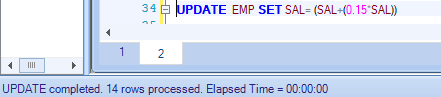 34 UPDATE EMP SET SAL= (SAL+(0.15*SAL))
1 2
UPDATE completed. 14 rows processed. Elapsed Time = 00:00:00